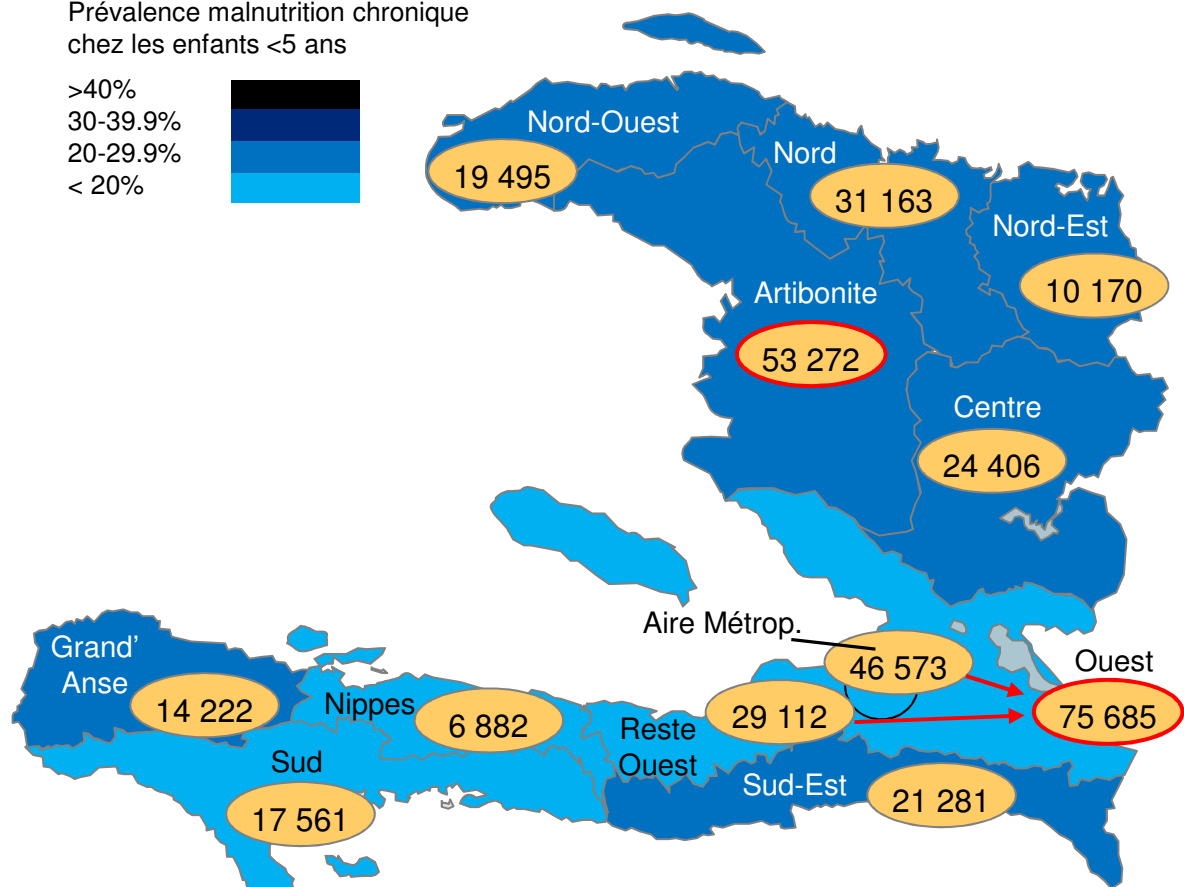 Prévalence malnutrition chronique
chez les enfants <5 ans
>40%
30-39.9%
20-29.9%
< 20%
Nord-Ouest
19 495
Nord
31 163
Nord-Est
10 170
Artibonite
53 272
Centre
24 406
Aire Métrop.
46 573
Ouest
75 685
Grand'
Anse
14 222
Nippes
6 882
Reste
Ouest
29 112
Sud
17 561
Sud-Est
21 281